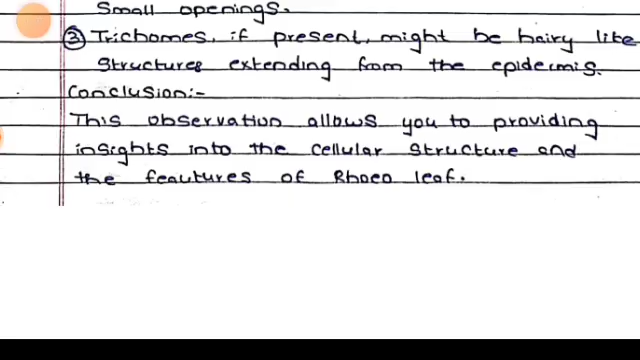 Small openings.
③ Trichomes, if present, might be hairy like
structures extending from the epidermis.
Conclusion:-
This observation allows you to providing
insights into the cellular structure and
the feautures of Rhoeo leaf.